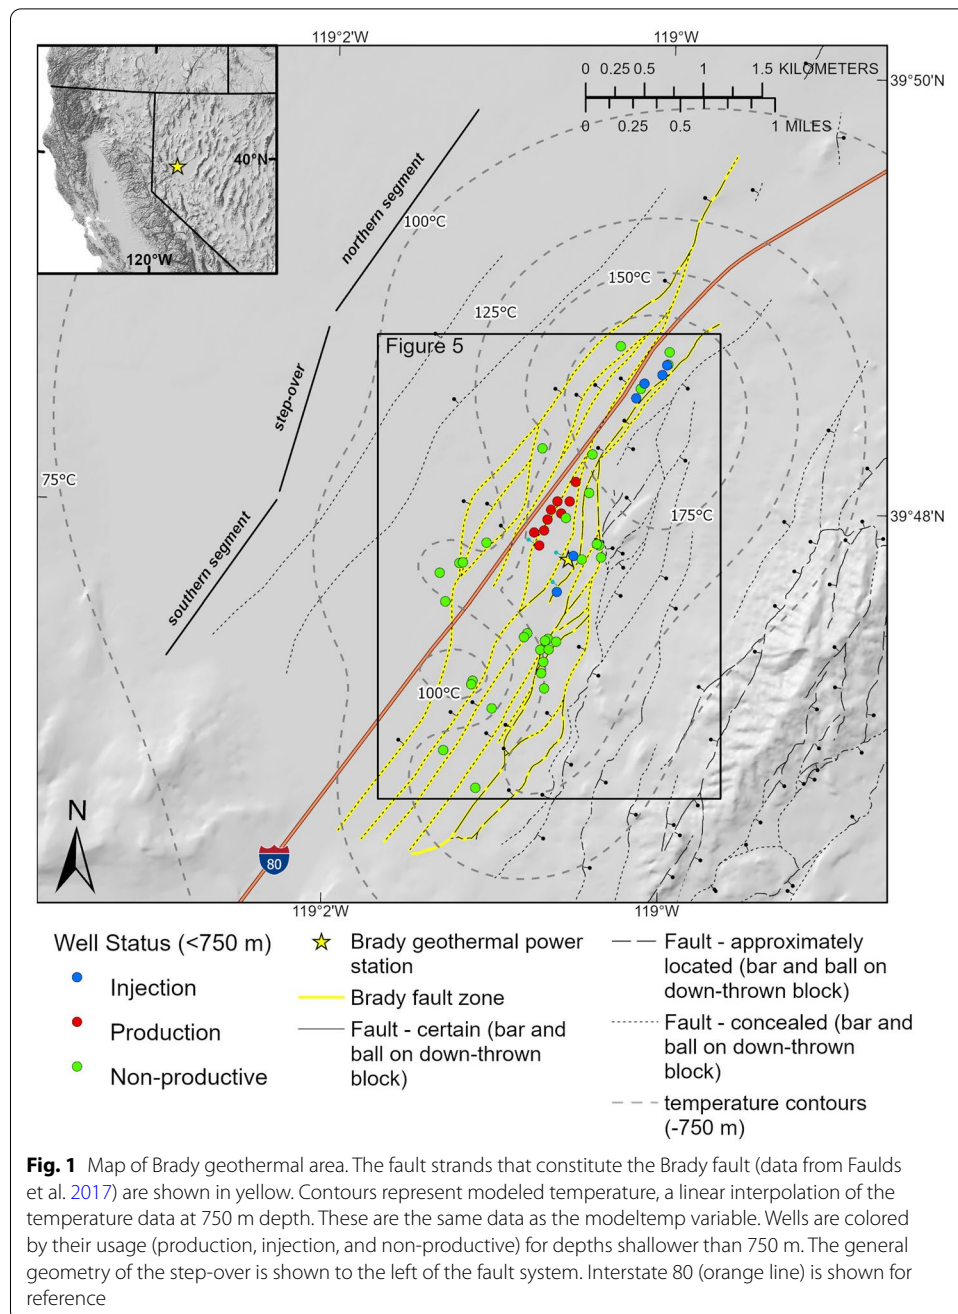 119°2'W
119°W
39°50'N
0 0.25 0.5 1 1.5 KILOMETERS
0 0.25 0.5 1 MILES
40°N
120°W
northern segment
100°C
150°C
125°C
Figure 5
step-over
75°C
175°C
39°48'N
southern segment
100°C
N
80
119°2'W
119°W
Well Status (<750 m)
Injection
Production
Non-productive
Brady geothermal power
station
Brady fault zone
Fault - certain (bar and
ball on down-thrown
block)
Fault - approximately
located (bar and ball on
down-thrown block)
Fault - concealed (bar and
ball on down-thrown
block)
temperature contours
(-750 m)
Fig. 1 Map of Brady geothermal area. The fault strands that constitute the Brady fault (data from Faulds
et al. 2017) are shown in yellow. Contours represent modeled temperature, a linear interpolation of the
temperature data at 750 m depth. These are the same data as the modeltemp variable. Wells are colored
by their usage (production, injection, and non-productive) for depths shallower than 750 m. The general
geometry of the step-over is shown to the left of the fault system. Interstate 80 (orange line) is shown for
reference